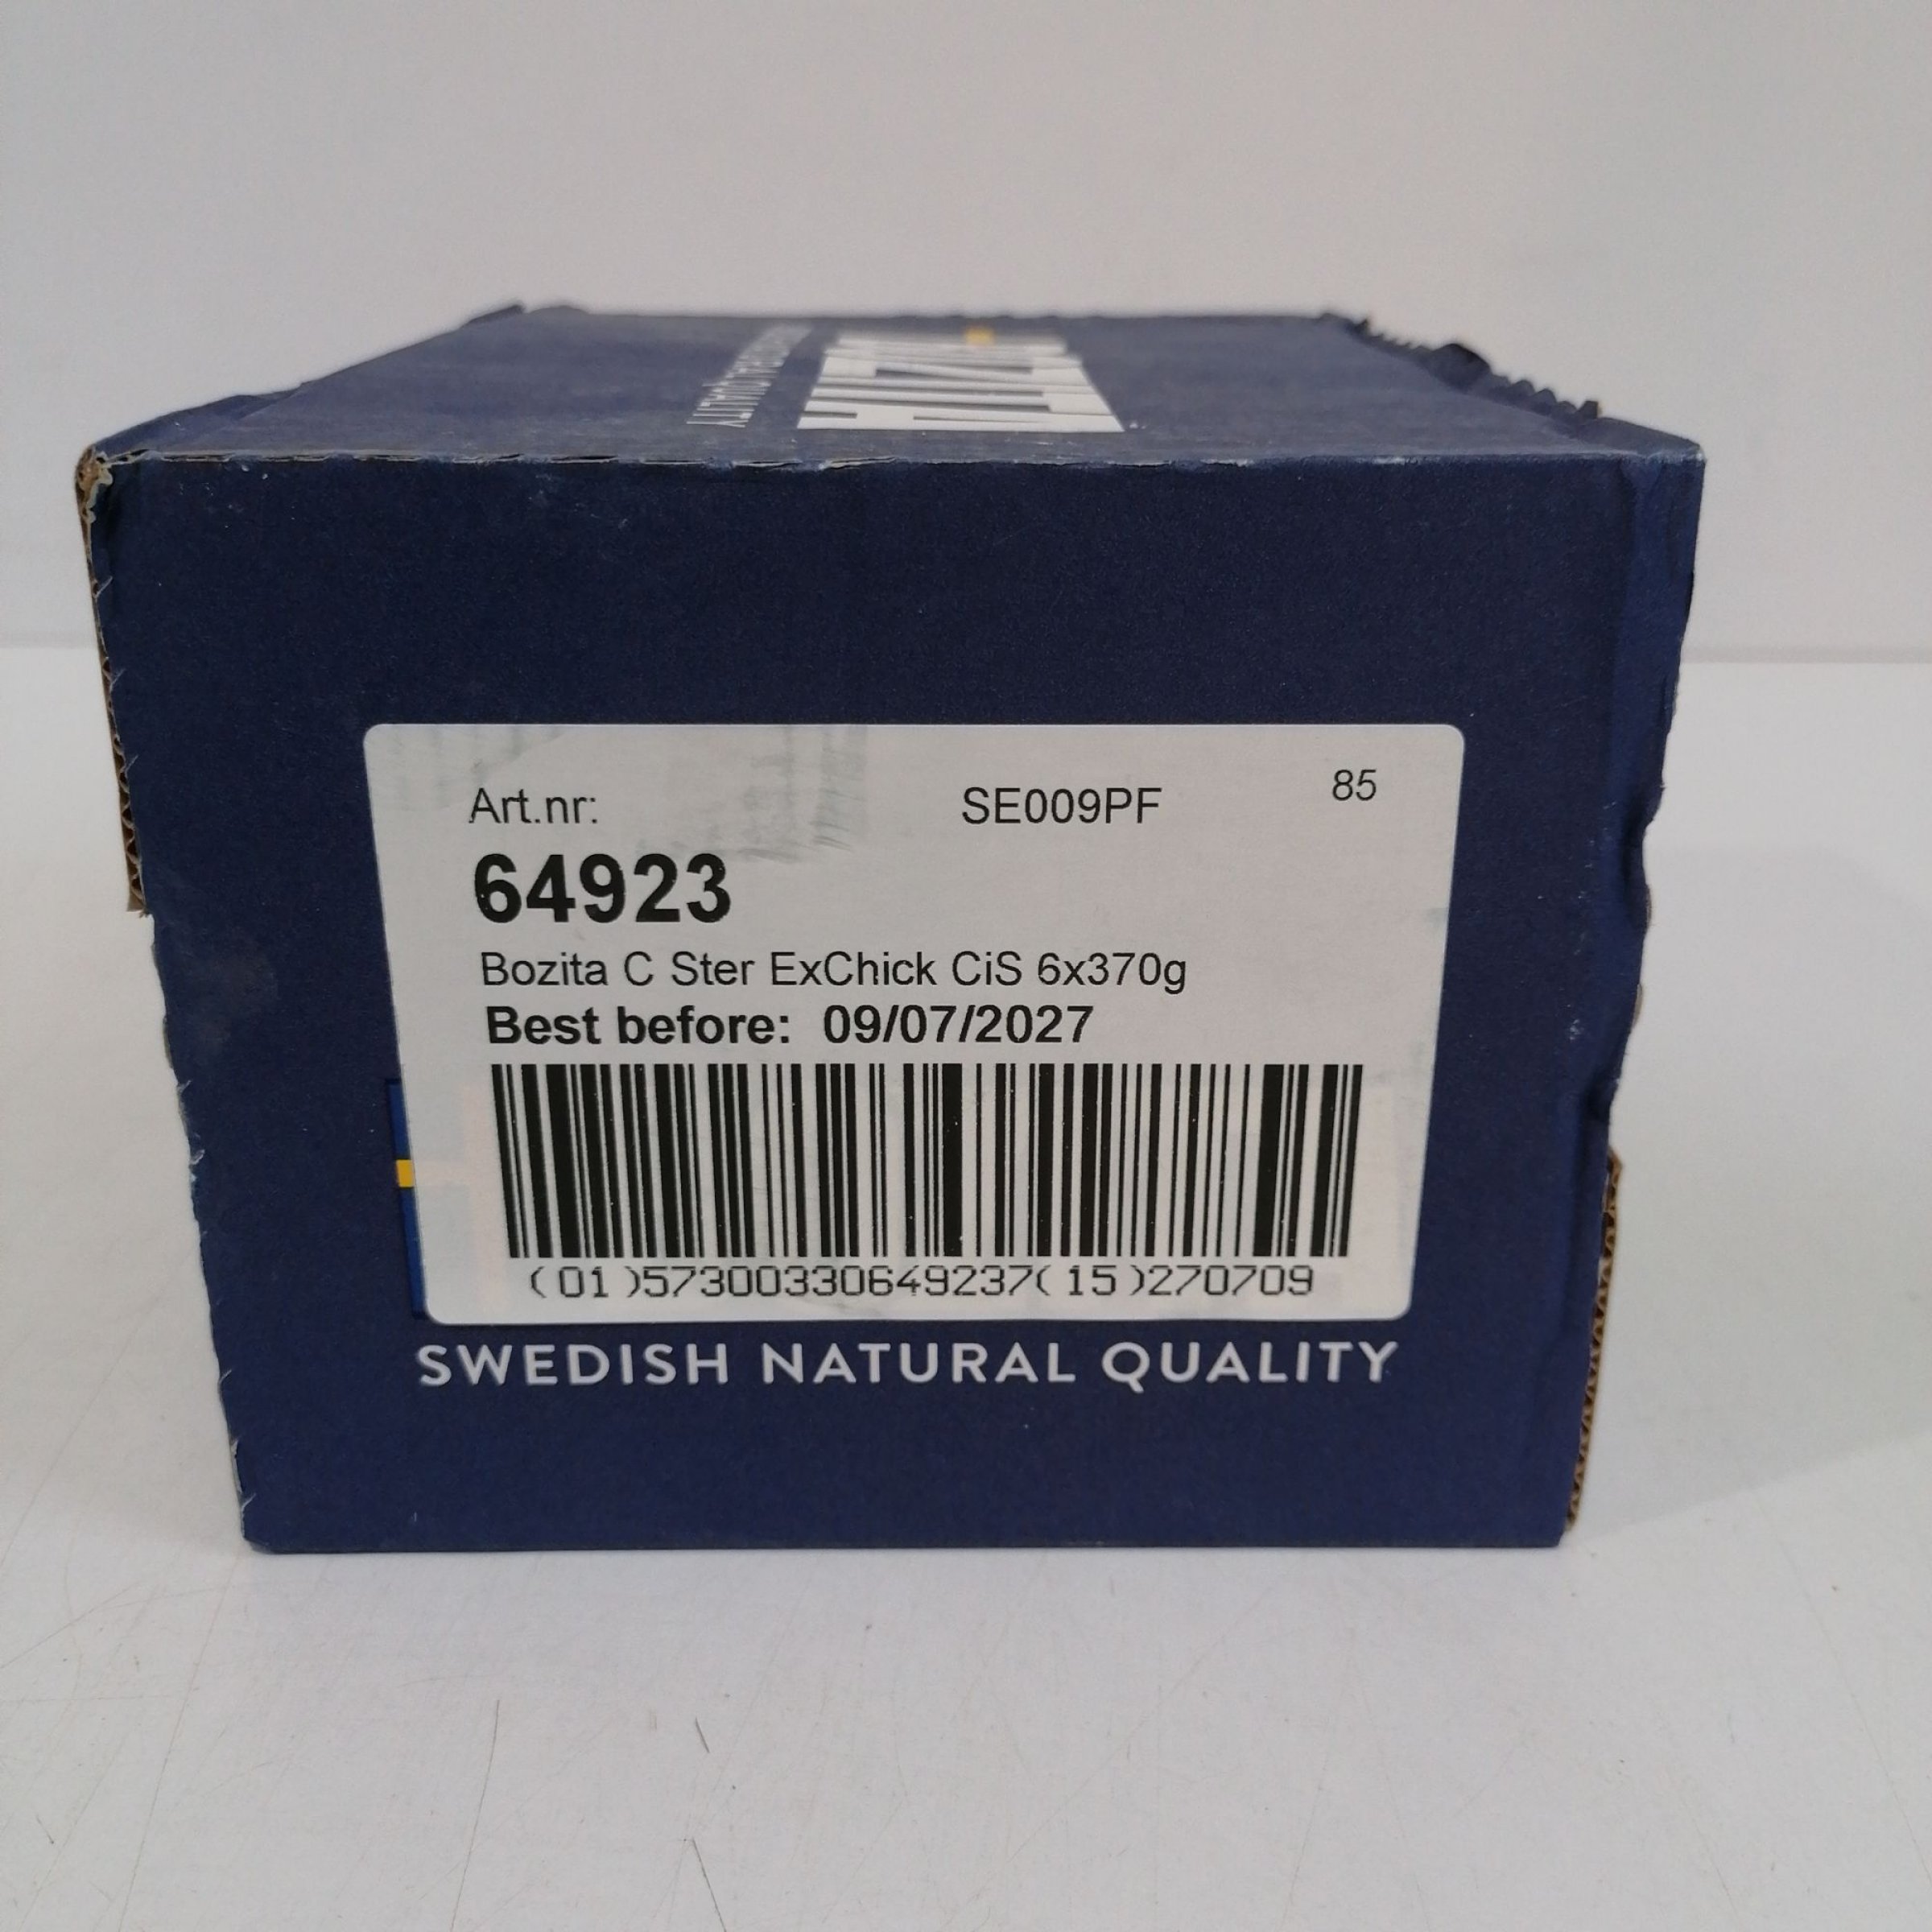 Art.nr:
SE009PF
85
64923
Bozita C Ster ExChick CiS 6x370g
Best before: 09/07/2027
(01)57300330649237(15)270709
SWEDISH NATURAL QUALITY